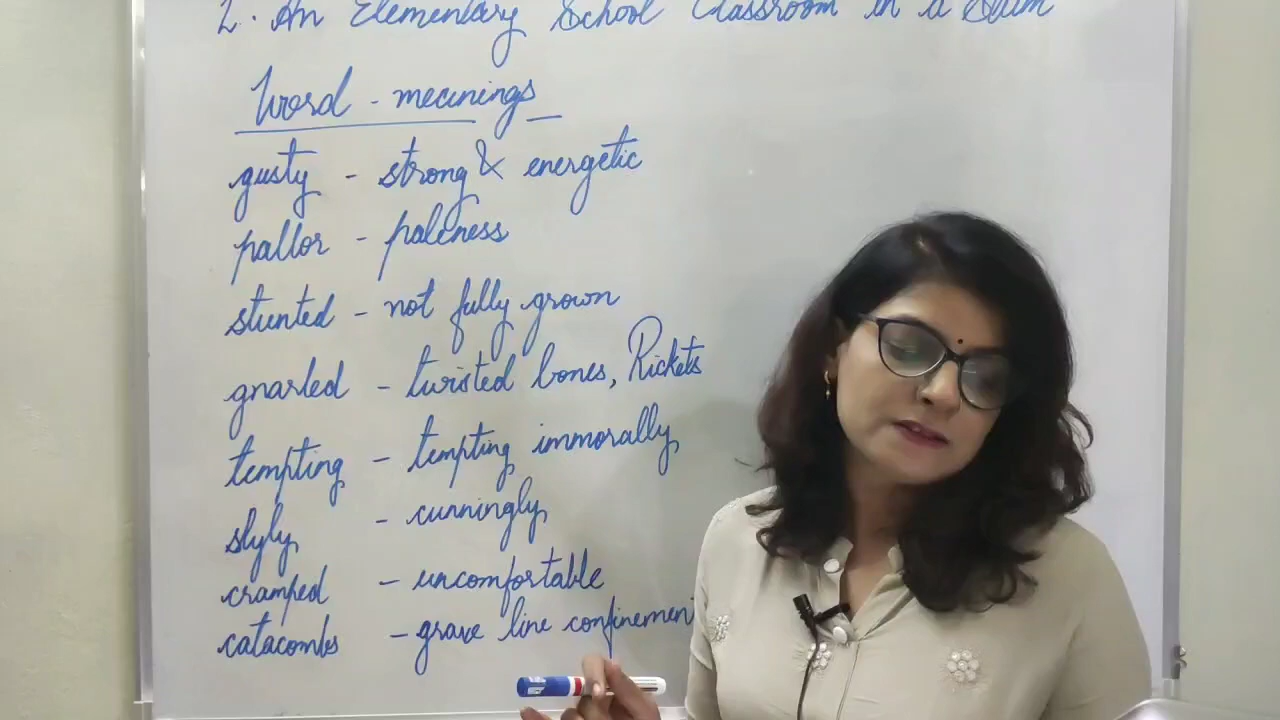 2. An Elementary School Classroom in a Slum
Word - meanings
gusty - strong & energetic
pallor - paleness
stunted - not fully grown
gnarled - twisted bones, Rickets
tempting - tempting immorally
slyly - cunningly
cramped - uncomfortable
catacombs - grave line confinement